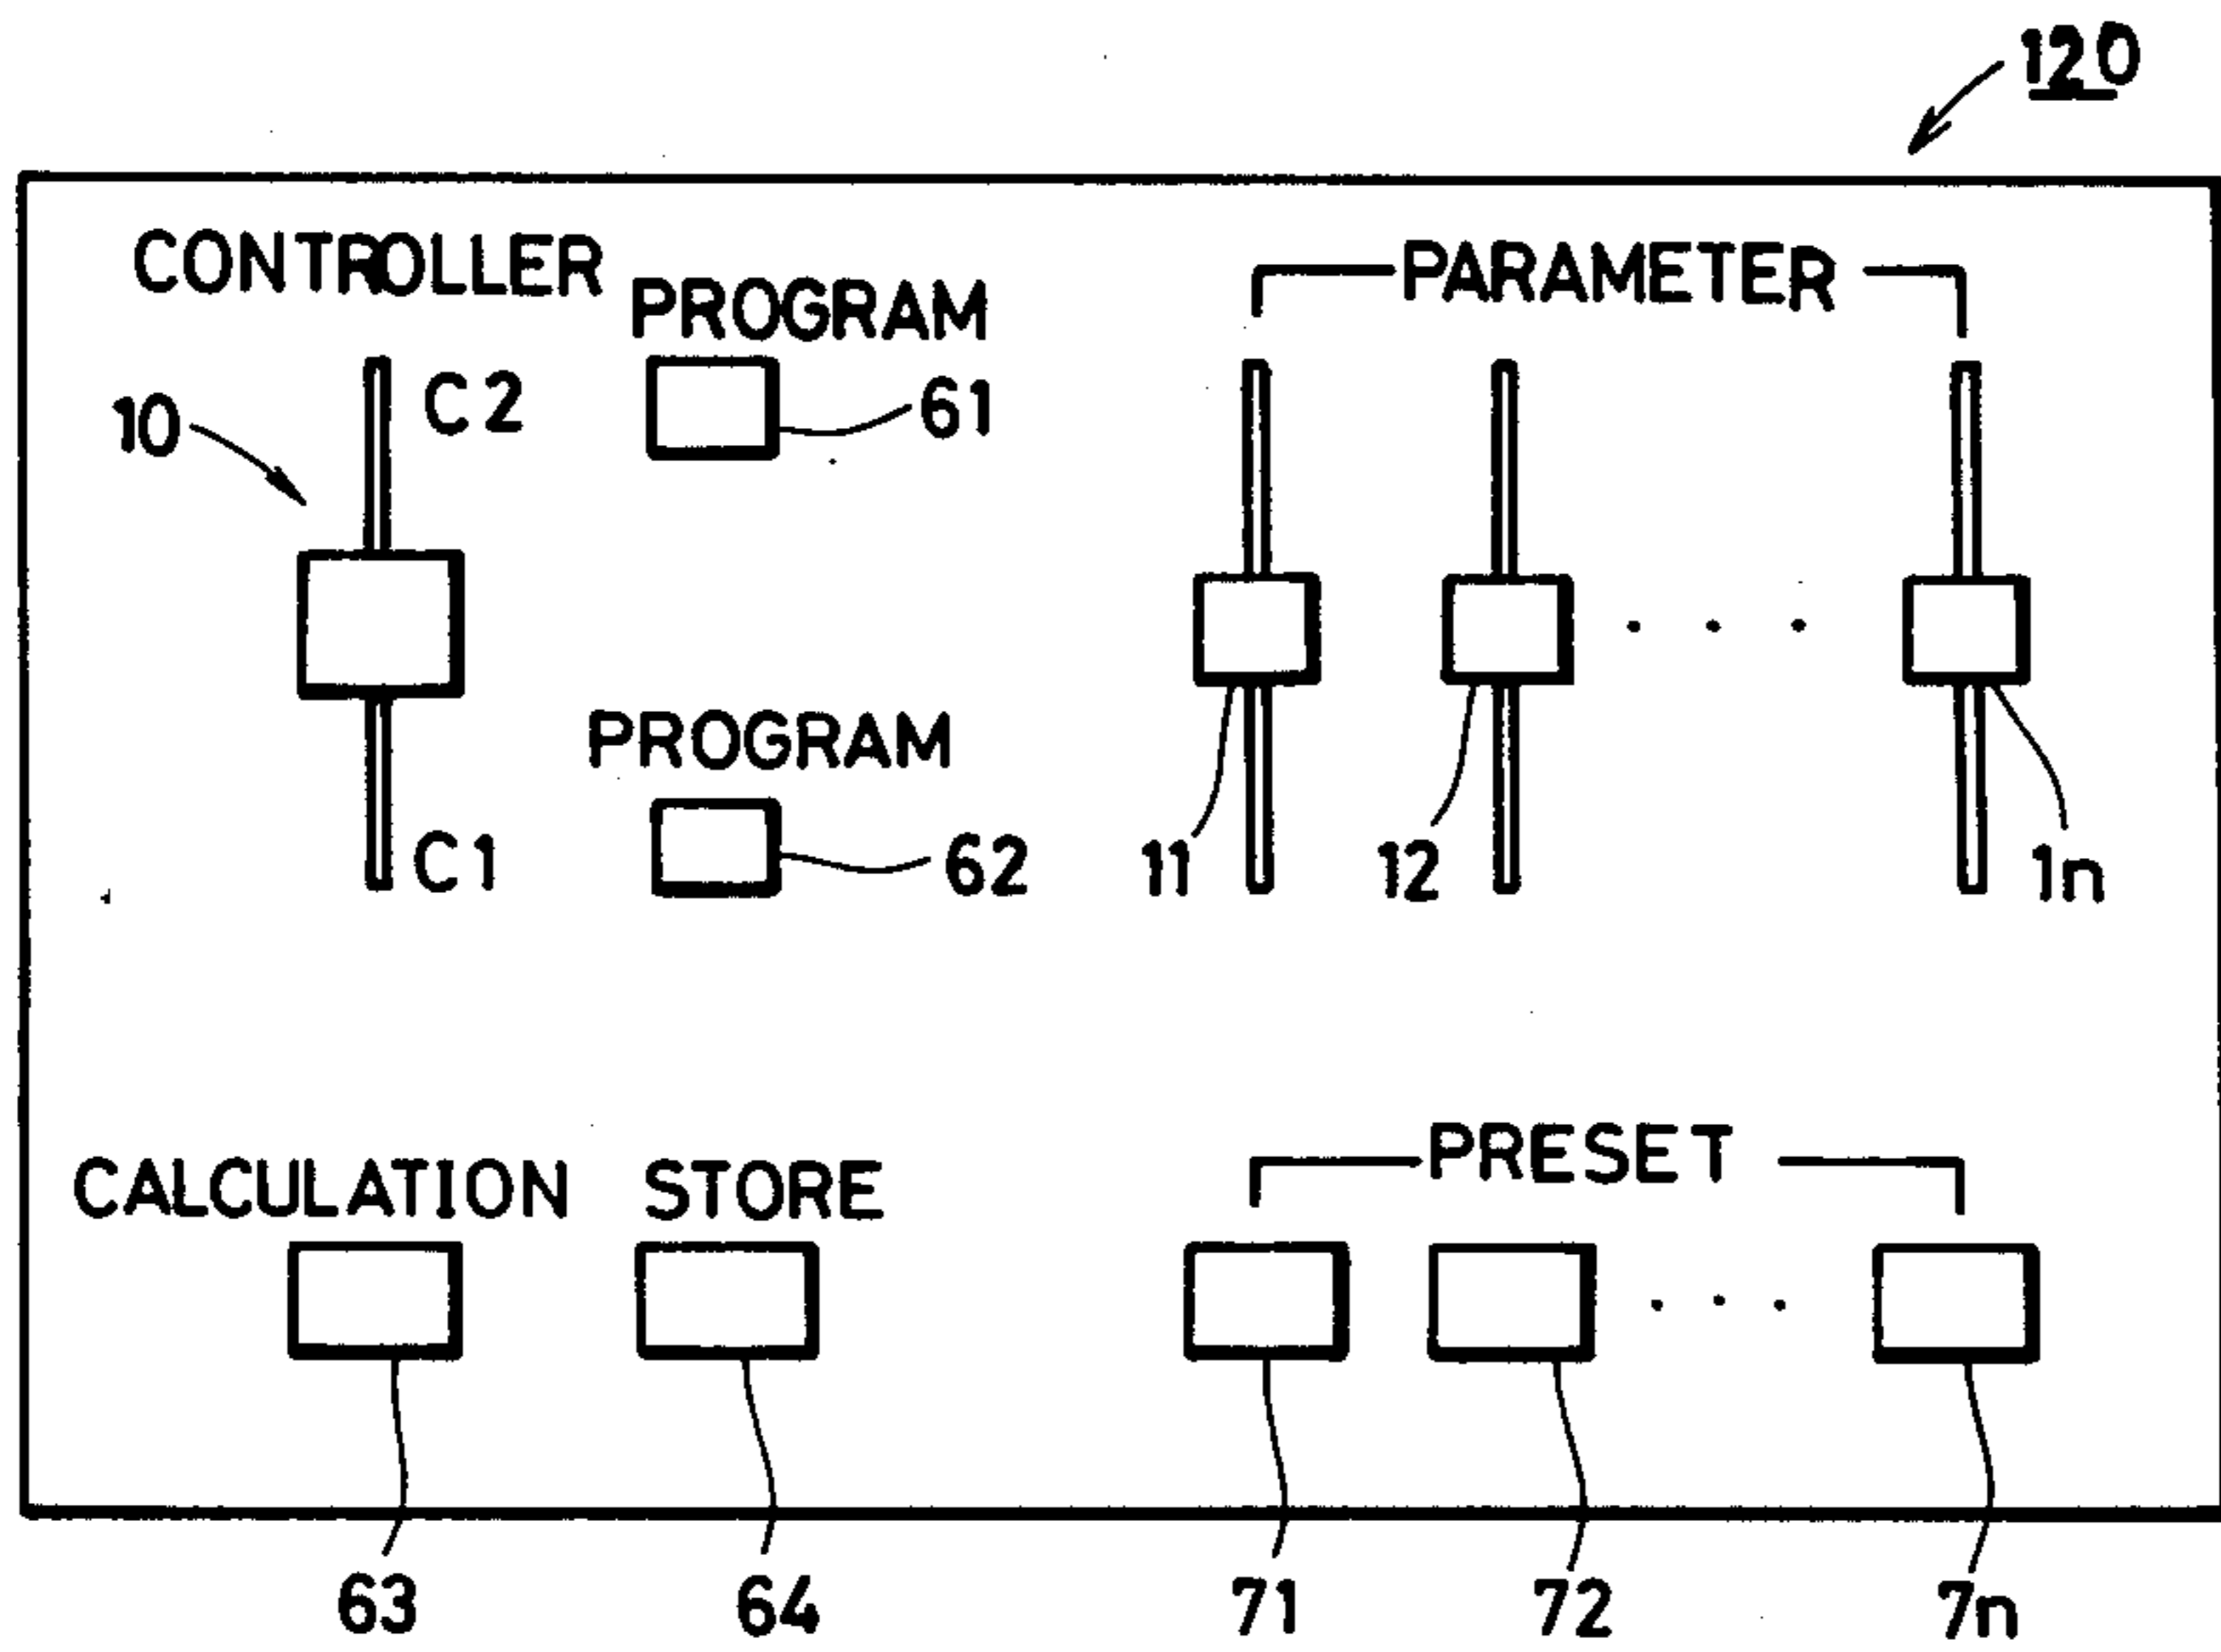 120
CONTROLLER
PROGRAM
PARAMETER
C2
10
61
PROGRAM
C1
62
11
12
1n
CALCULATION
STORE
PRESET
63
64
71
72
7n